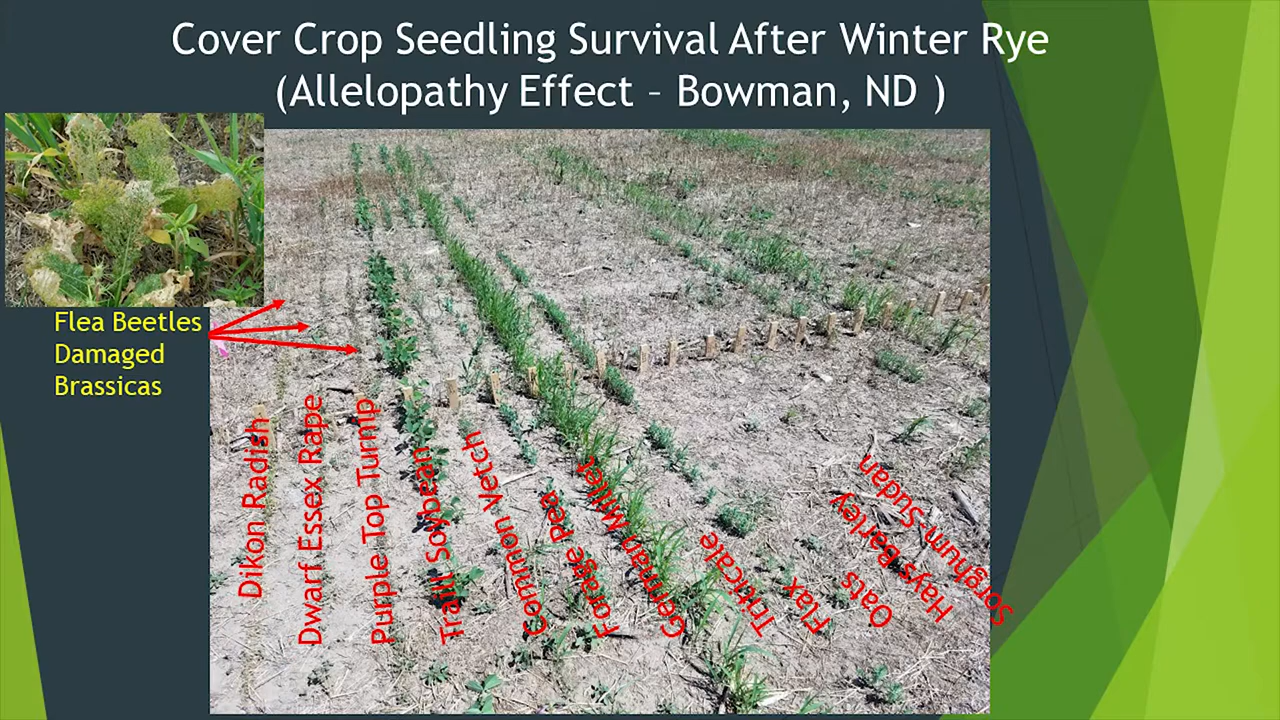 Cover Crop Seedling Survival After Winter Rye
(Allelopathy Effect – Bowman, ND )
Flea Beetles
Damaged
Brassicas
Dikon Radish
Dwarf Essex Rape
Purple Top Turnip
Traill Soybean
Common Vetch
Forage Pea
German Millet
Triticale
Flax
Oats
Hays Barley
Sorghum-Sudan